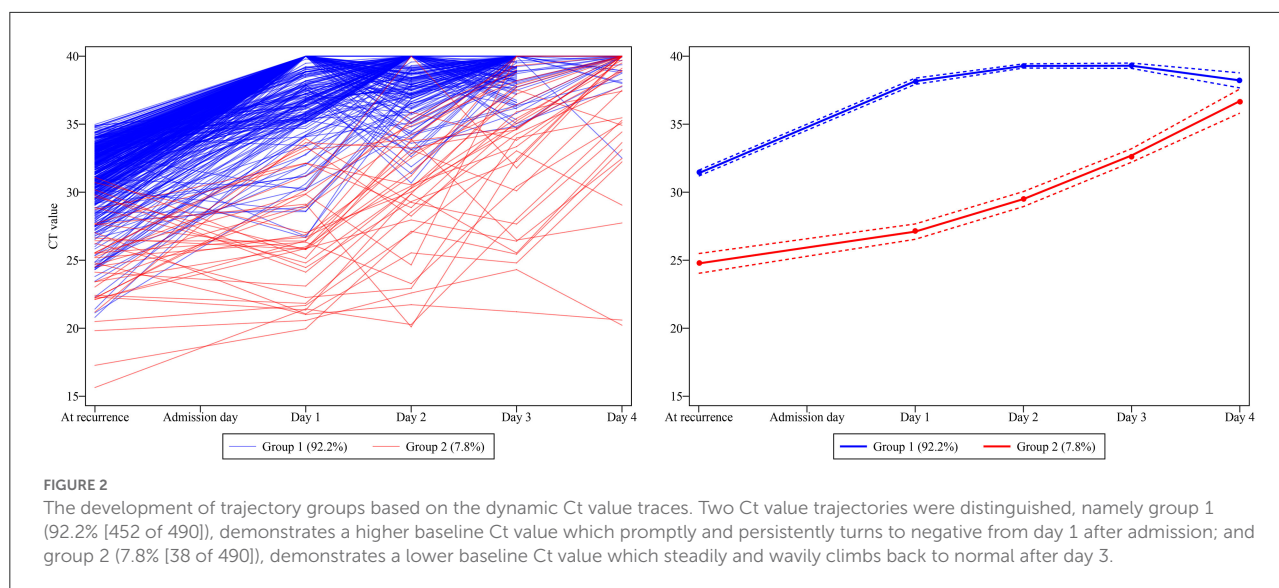 40
35
30
25
20
15
CT value
At recurrence Admission day Day 1 Day 2 Day 3 Day 4
Group 1 (92.2%) Group 2 (7.8%)
40
35
30
25
20
15
At recurrence Admission day Day 1 Day 2 Day 3 Day 4
Group 1 (92.2%) Group 2 (7.8%)
FIGURE 2
The development of trajectory groups based on the dynamic Ct value traces. Two Ct value trajectories were distinguished, namely group 1
(92.2% [452 of 490]), demonstrates a higher baseline Ct value which promptly and persistently turns to negative from day 1 after admission; and
group 2 (7.8% [38 of 490]), demonstrates a lower baseline Ct value which steadily and wavily climbs back to normal after day 3.